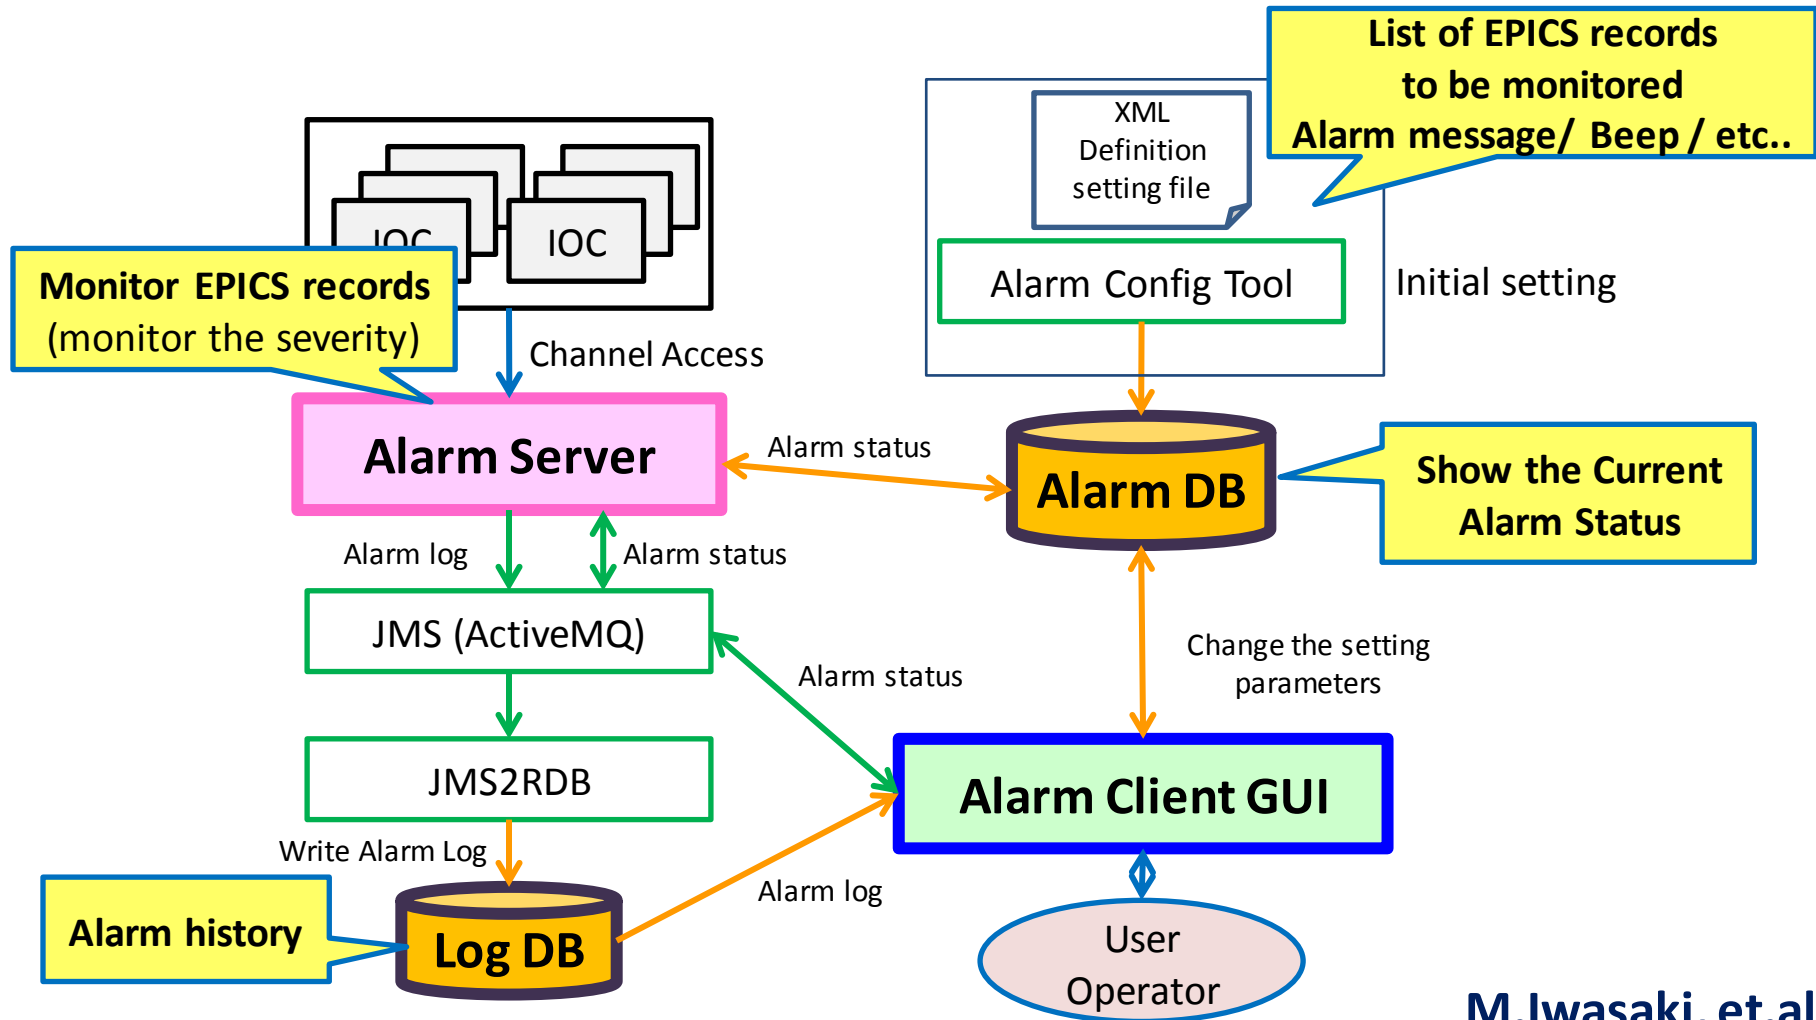 List of EPICS records
to be monitored
Alarm message/ Beep / etc..
XML
Definition
setting file
IOC
IOC
Alarm Config Tool
Initial setting
Monitor EPICS records
(monitor the severity)
Channel Access
Alarm Server
Alarm status
Alarm DB
Show the Current
Alarm Status
Alarm log
Alarm status
JMS (ActiveMQ)
Alarm status
Change the setting
parameters
JMS2RDB
Alarm Client GUI
Write Alarm Log
Alarm log
Alarm history
Log DB
User
Operator
M.Iwasaki, et.al